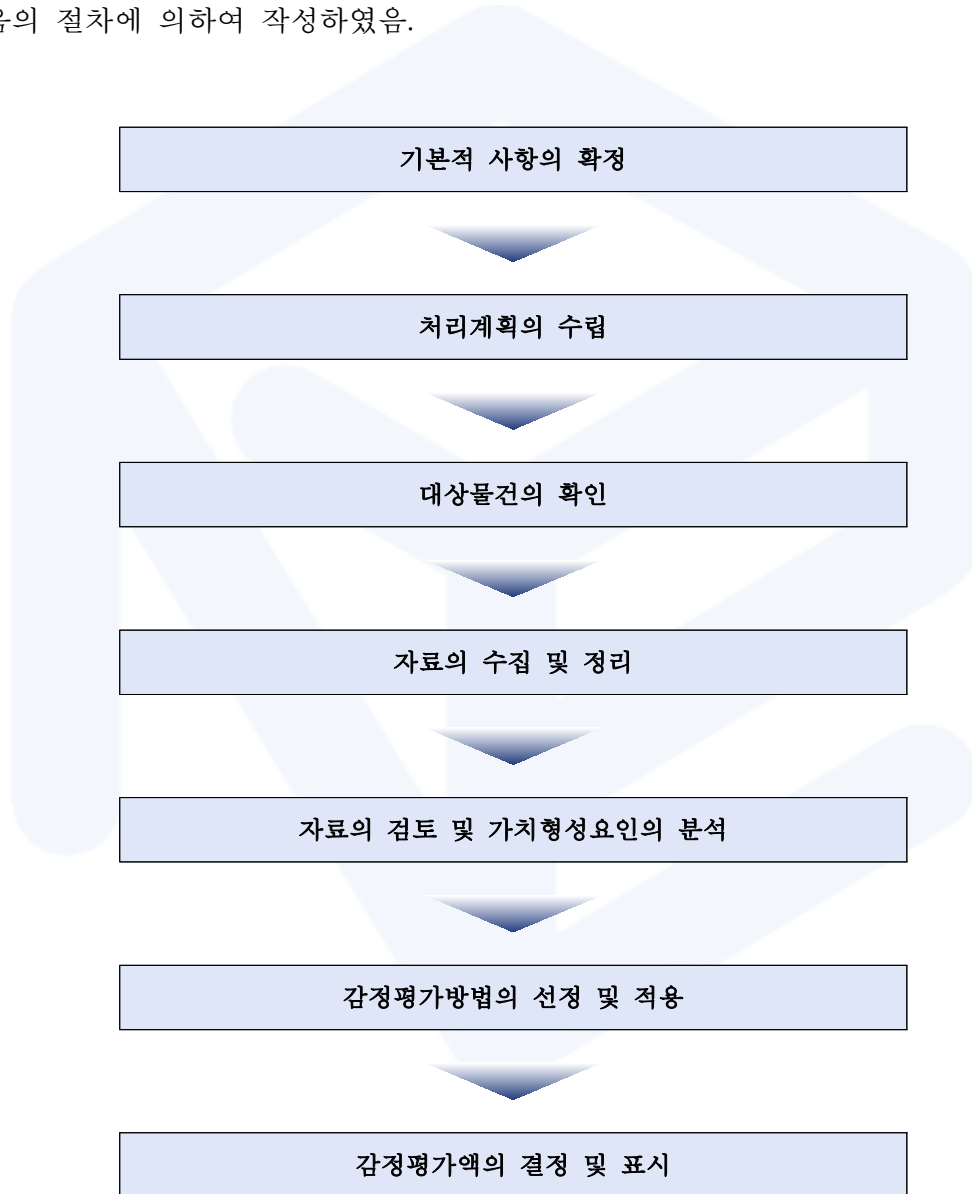 음의 절차에 의하여 작성하였음.
기본적 사항의 확정
처리계획의 수립
대상물건의 확인
자료의 수집 및 정리
자료의 검토 및 가치형성요인의 분석
감정평가방법의 선정 및 적용
감정평가액의 결정 및 표시